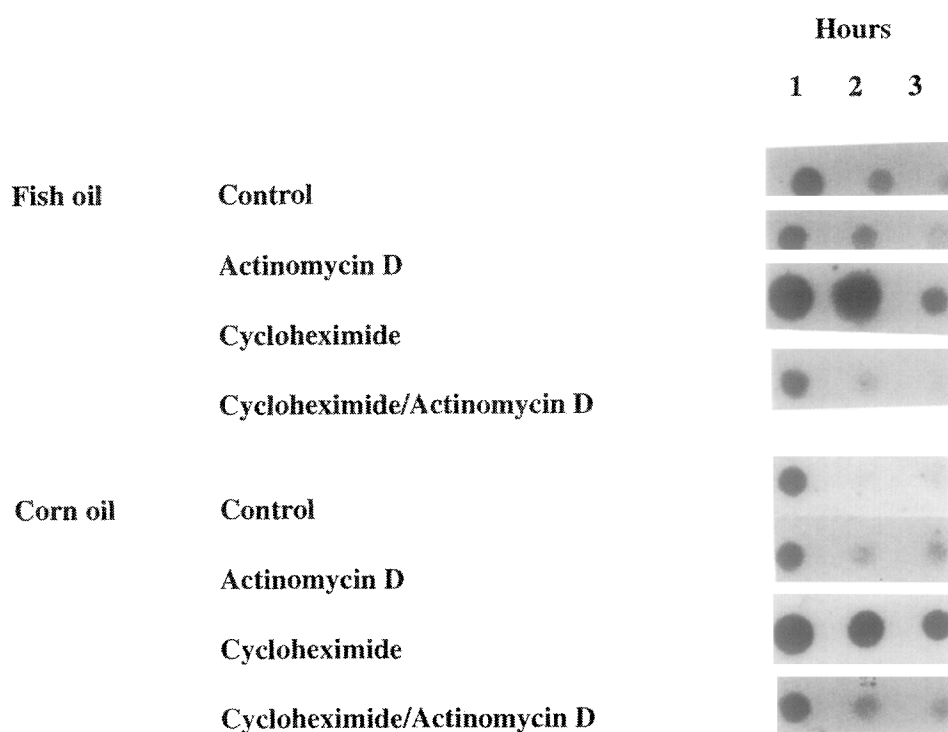 Hours
1 2 3
Fish oil Control
Actinomycin D
Cycloheximide
Cycloheximide/Actinomycin D
Corn oil Control
Actinomycin D
Cycloheximide
Cycloheximide/Actinomycin D